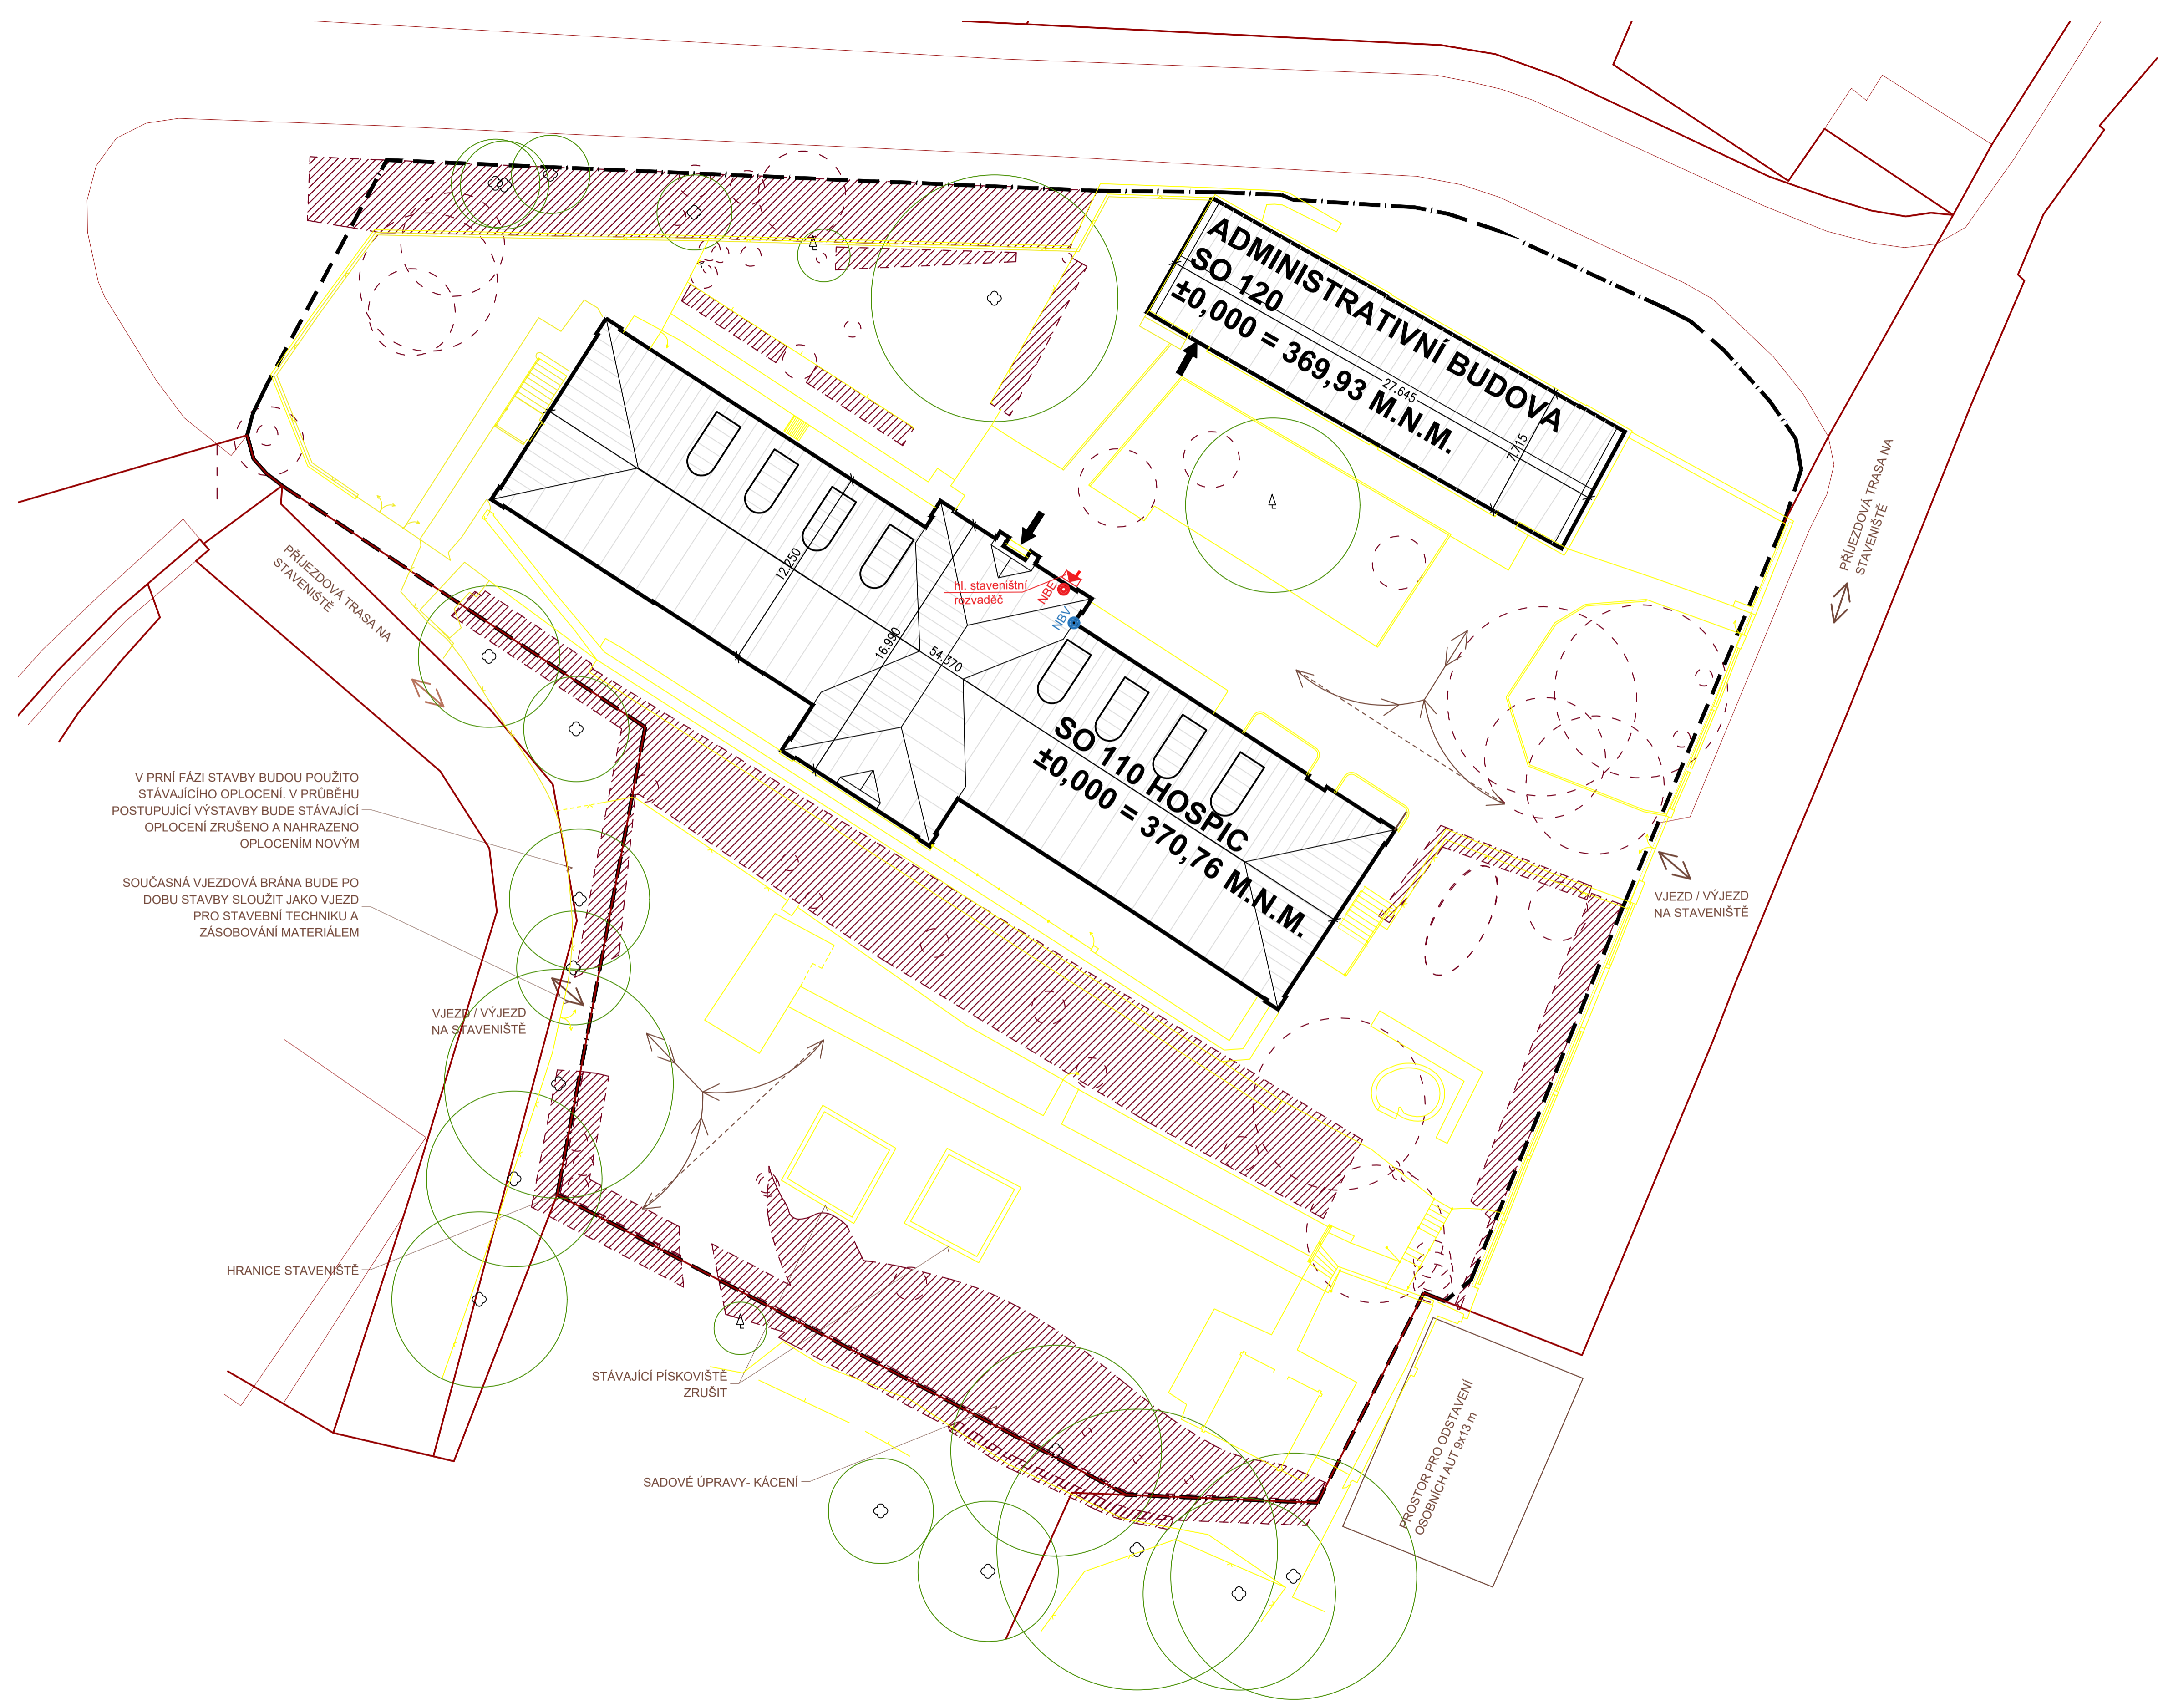 ADMINISTRATIVNÍ BUDOVA
SO 120
±0,000 = 369,93 M.N.M.
27.645
7.715
PŘÍJEZDOVÁ TRASA NA
STAVENIŠTĚ
PŘÍJEZDOVÁ TRASA NA
STAVENIŠTĚ
12.250
hl. staveništní
rozvaděč
NBE
NBV
16.990
54.370
SO 110 HOSPIC
±0,000 = 370,76 M.N.M.
V PRNÍ FÁZI STAVBY BUDOU POUŽITO
STÁVAJÍCÍHO OPLOCENÍ. V PRŮBĚHU
POSTUPUJÍCÍ VÝSTAVBY BUDE STÁVAJÍCÍ
OPLOCENÍ ZRUŠENO A NAHRAZENO
OPLOCENÍM NOVÝM
SOUČASNÁ VJEZDOVÁ BRÁNA BUDE PO
DOBU STAVBY SLOUŽIT JAKO VJEZD
PRO STAVEBNÍ TECHNIKU A
ZÁSOBOVÁNÍ MATERIÁLEM
VJEZD / VÝJEZD
NA STAVENIŠTĚ
VJEZD / VÝJEZD
NA STAVENIŠTĚ
HRANICE STAVENIŠTĚ
STÁVAJÍCÍ PÍSKOVIŠTĚ
ZRUŠIT
SADOVÉ ÚPRAVY- KÁCENÍ
PROSTOR PRO ODSTAVENÍ
OSOBNÍCH AUT 9x13 m